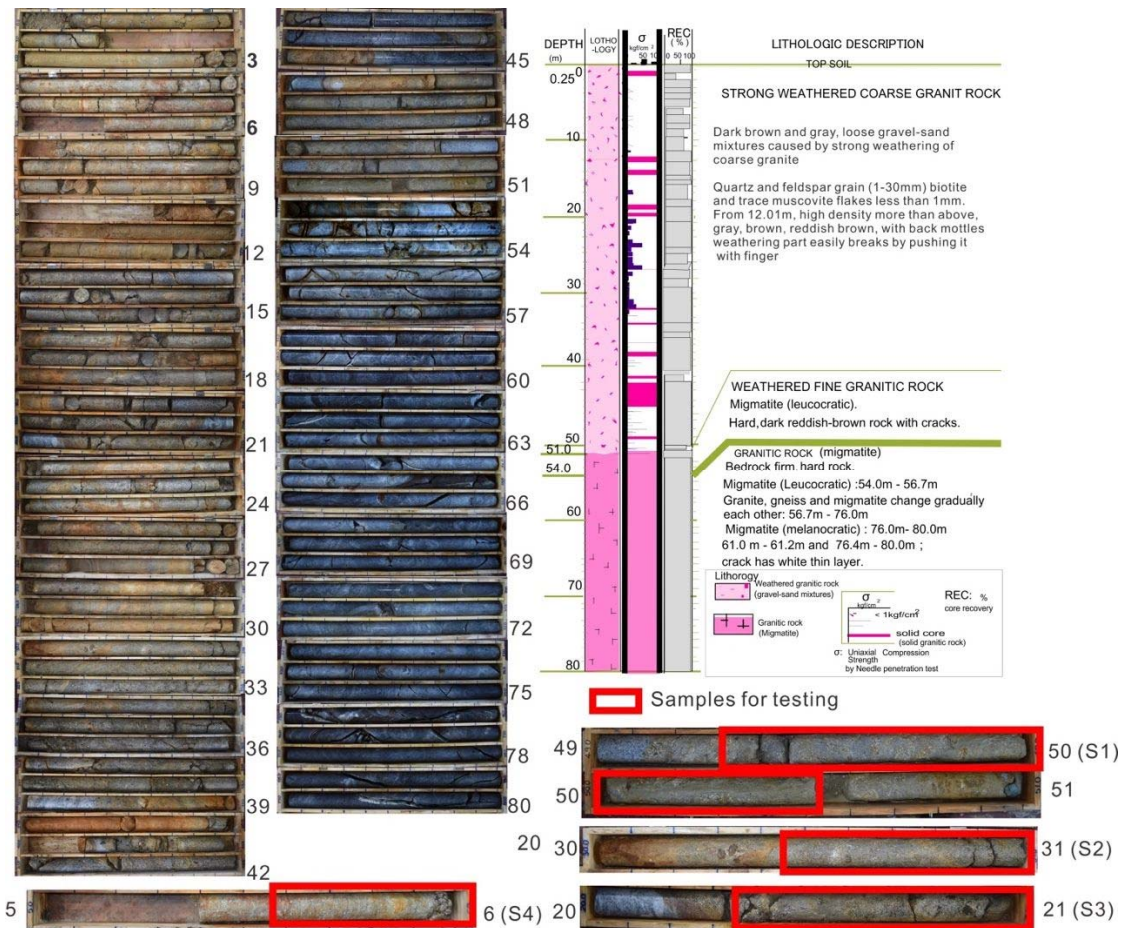 3
6
9
12
15
18
21
24
27
30
33
36
39
42
45
48
51
54
57
60
63
66
69
72
75
78
80
DEPTH
(m)
LOTHO
-LOGY
σ
kgf/cm²
50 10
REC
(%)
0 50 100
LITHOLOGIC DESCRIPTION
TOP SOIL
0
0.25
10
20
30
40
50
51.0
54.0
60
70
80
STRONG WEATHERED COARSE GRANIT ROCK
Dark brown and gray, loose gravel-sand
mixtures caused by strong weathering of
coarse granite
Quartz and feldspar grain (1-30mm) biotite
and trace muscovite flakes less than 1mm.
From 12.01m, high density more than above,
gray, brown, reddish brown, with back mottles
weathering part easily breaks by pushing it
with finger
WEATHERED FINE GRANITIC ROCK
Migmatite (leucocratic).
Hard,dark reddish-brown rock with cracks.
GRANITIC ROCK (migmatite)
Bedrock firm, hard rock.
Migmatite (Leucocratic) :54.0m - 56.7m
Granite, gneiss and migmatite change gradually
each other: 56.7m - 76.0m
Migmatite (melanocratic) : 76.0m- 80.0m
61.0 m - 61.2m and 76.4m - 80.0m ;
crack has white thin layer.
Lithorogy
Weathered granitic rock
(gravel-sand mixtures)
Granitic rock
(Migmatite)
σ
kgf/cm²
< 1kgf/cm²
solid core
(solid granitic rock)
σ: Uniaxial Compression
Strength
by Needle penetration test
REC: %
core recovery
Samples for testing
49 50 (S1)
50 51
20 30 31 (S2)
20 21 (S3)
5 6 (S4)